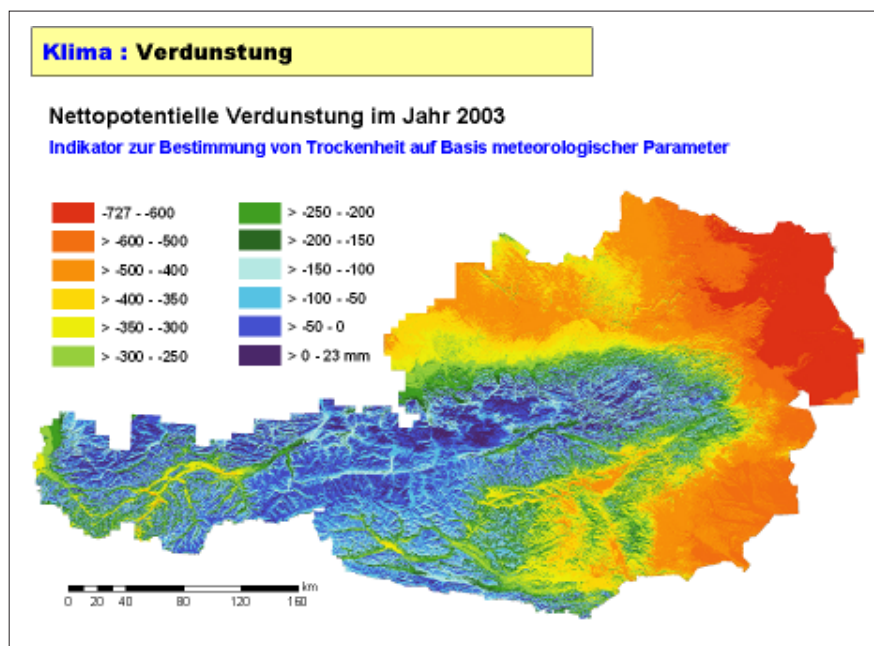 Klima : Verdunstung
Nettopotentielle Verdunstung im Jahr 2003
Indikator zur Bestimmung von Trockenheit auf Basis meteorologischer Parameter
-727 - -600
> -600 - -500
> -500 - -400
> -400 - -350
> -350 - -300
> -300 - -250
> -250 - -200
> -200 - -150
> -150 - -100
> -100 - -50
> -50 - 0
> 0 - 23 mm
km
0 20 40 80 120 160